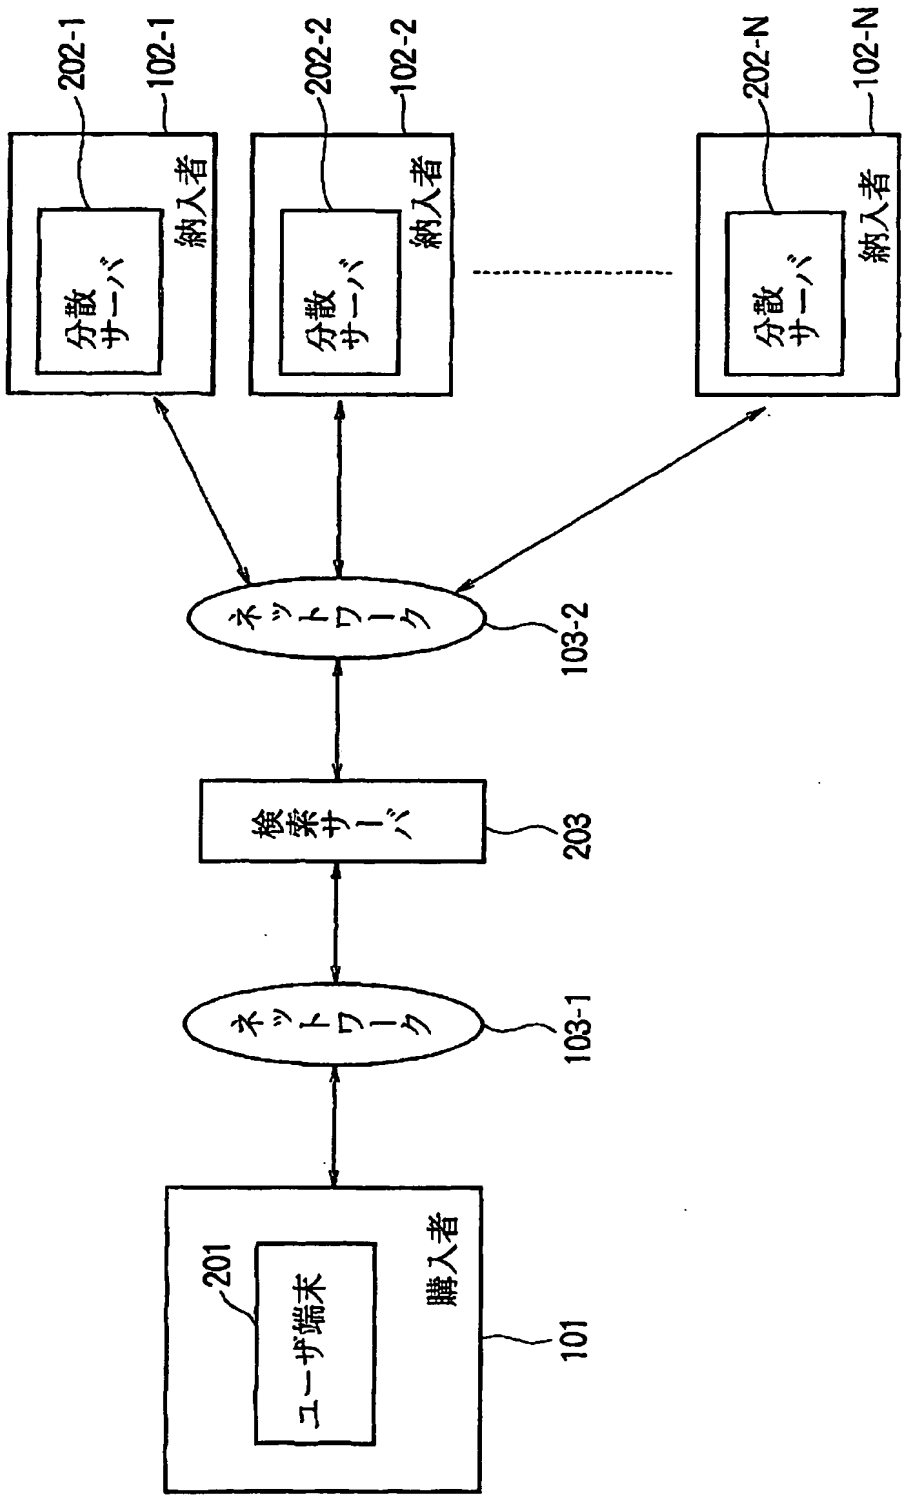 202-1
102-1
分散
サーバ
納入者
202-2
102-2
分散
サーバ
納入者
202-N
102-N
分散
サーバ
納入者
ネットワーク
103-2
検索サーバ
203
ネットワーク
103-1
201
ユーザ端末
購入者
101